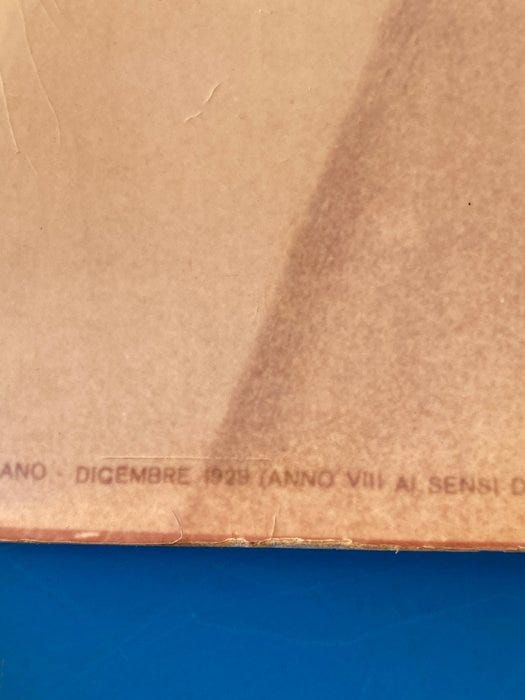 ANO - DICEMBRE 1929 (ANNO VIII AI SENSI D